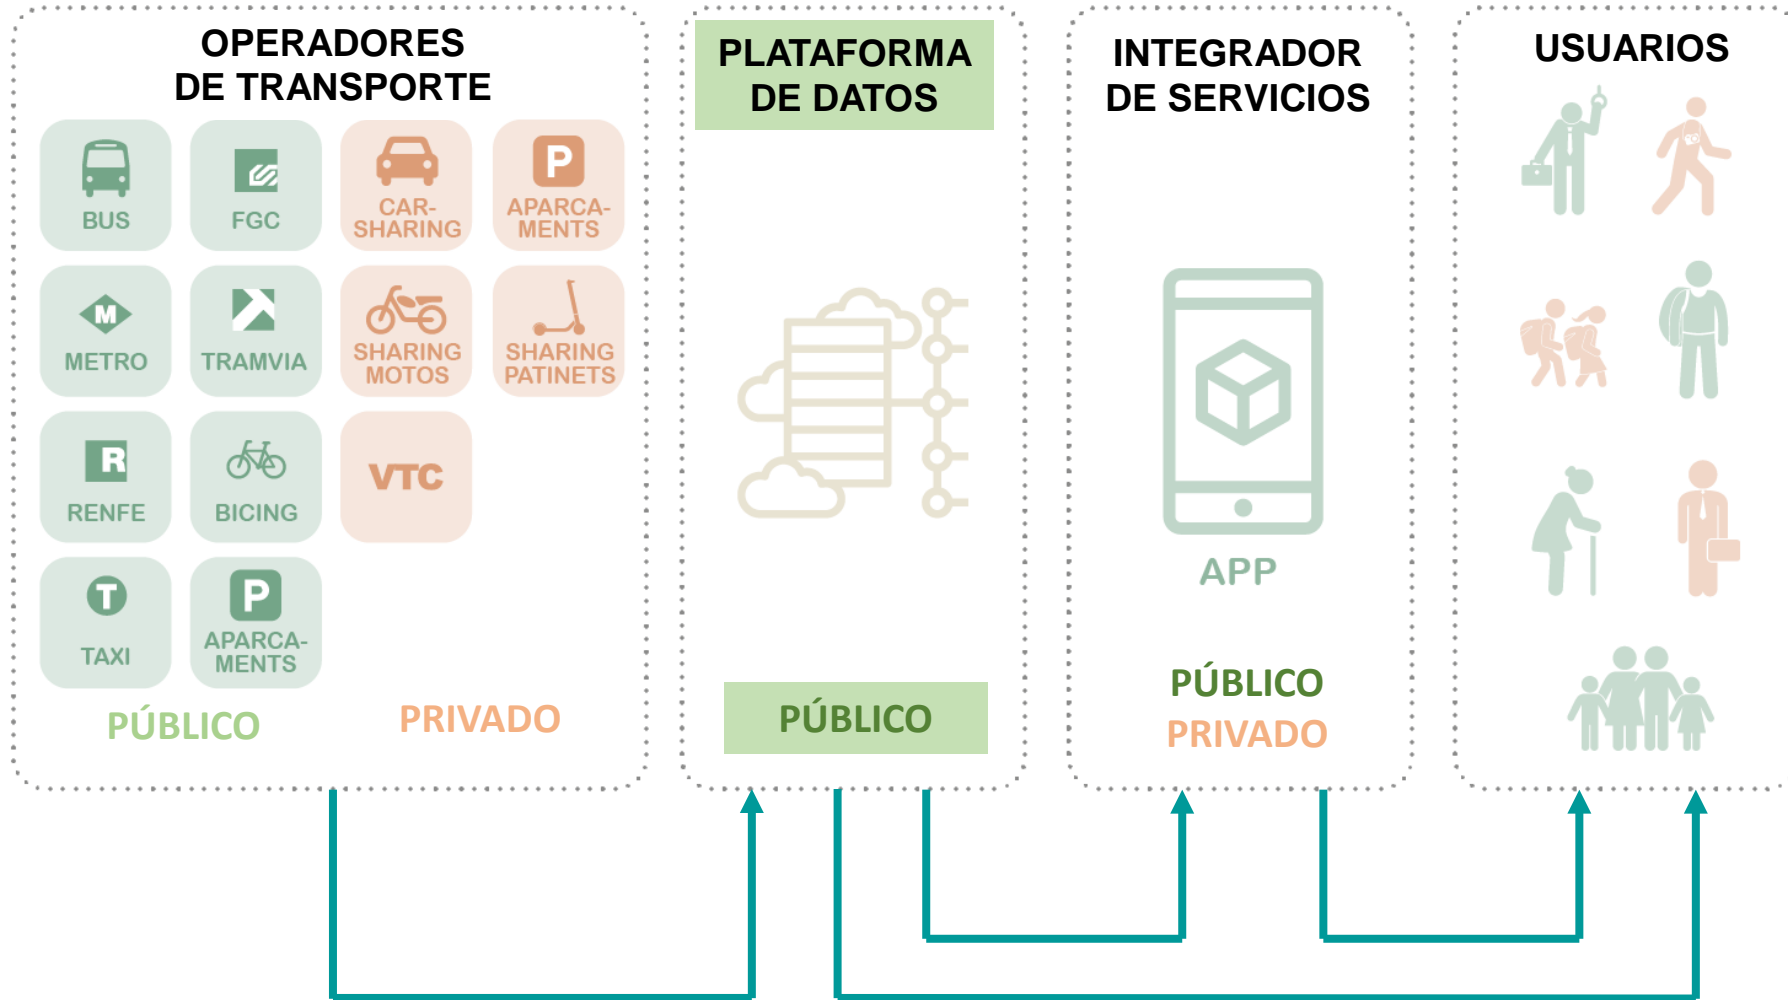 OPERADORES
DE TRANSPORTE
BUS
FGC
CAR-
SHARING
P
APARCA-
MENTS
M
METRO
TRAMVIA
SHARING
MOTOS
SHARING
PATINETS
R
RENFE
BICING
VTC
T
TAXI
P
APARCA-
MENTS
PÚBLICO
PRIVADO
PLATAFORMA
DE DATOS
PÚBLICO
INTEGRADOR
DE SERVICIOS
APP
PÚBLICO
PRIVADO
USUARIOS